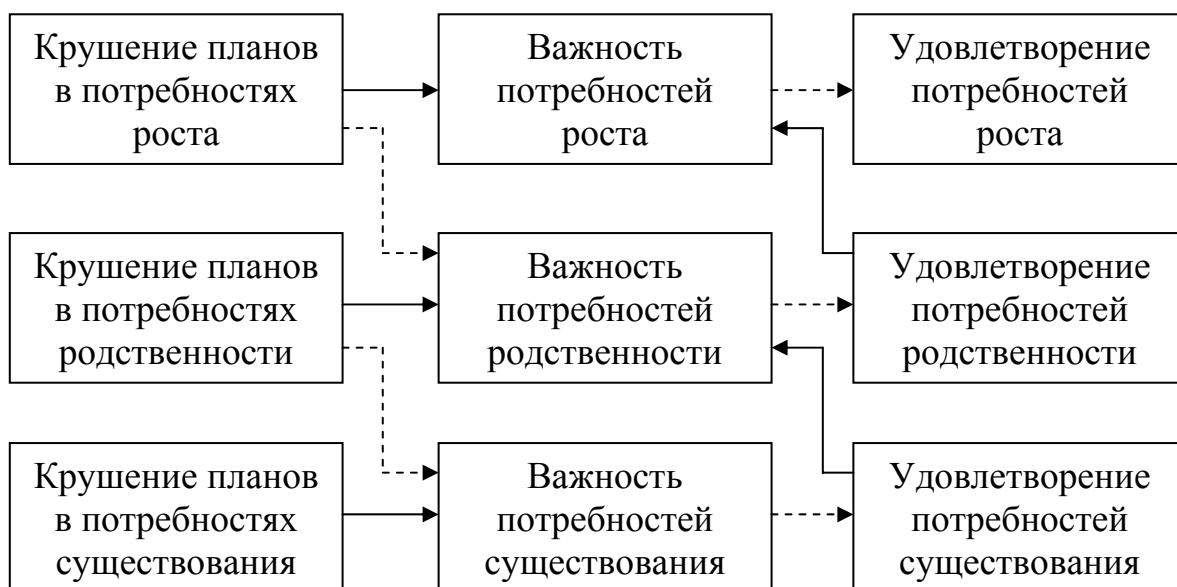 Крушение планов
в потребностях
роста
Важность
потребностей
роста
Удовлетворение
потребностей
роста
Крушение планов
в потребностях
родственности
Важность
потребностей
родственности
Удовлетворение
потребностей
родственности
Крушение планов
в потребностях
существования
Важность
потребностей
существования
Удовлетворение
потребностей
существования